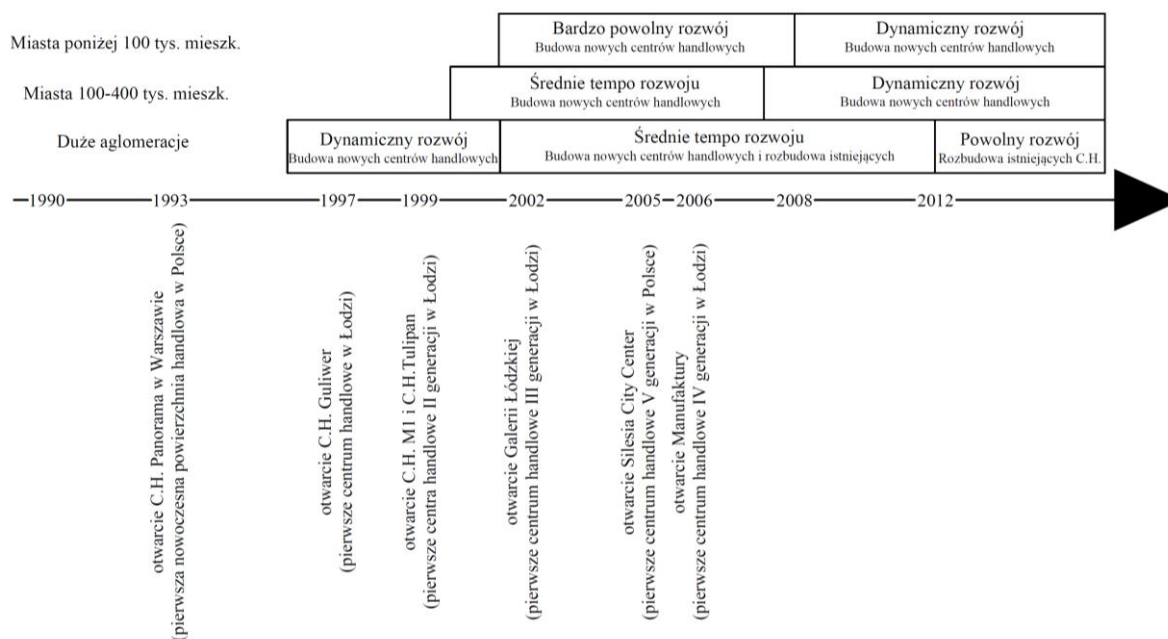 Miasta poniżej 100 tys. mieszk.
Bardzo powolny rozwój
Budowa nowych centrów handlowych
Dynamiczny rozwój
Budowa nowych centrów handlowych
Miasta 100-400 tys. mieszk.
Średnie tempo rozwoju
Budowa nowych centrów handlowych
Dynamiczny rozwój
Budowa nowych centrów handlowych
Duże aglomeracje
Dynamiczny rozwój
Budowa nowych centrów handlowych
Średnie tempo rozwoju
Budowa nowych centrów handlowych i rozbudowa istniejących
Powolny rozwój
Rozbudowa istniejących C.H.
1990
1993
1997
1999
2002
2005
2006
2008
2012
otwarcie C.H. Panorama w Warszawie
(pierwsza nowoczesna powierzchnia handlowa w Polsce)
otwarcie C.H. Guliwer
(pierwsze centrum handlowe w Łodzi)
otwarcie C.H. M1 i C.H.Tulipan
(pierwsze centra handlowe II generacji w Łodzi)
otwarcie Galerii Łódzkiej
(pierwsze centrum handlowe III generacji w Łodzi)
otwarcie Silesia City Center
(pierwsze centrum handlowe V generacji w Polsce)
otwarcie Manufaktury
(pierwsze centrum handlowe IV generacji w Łodzi)